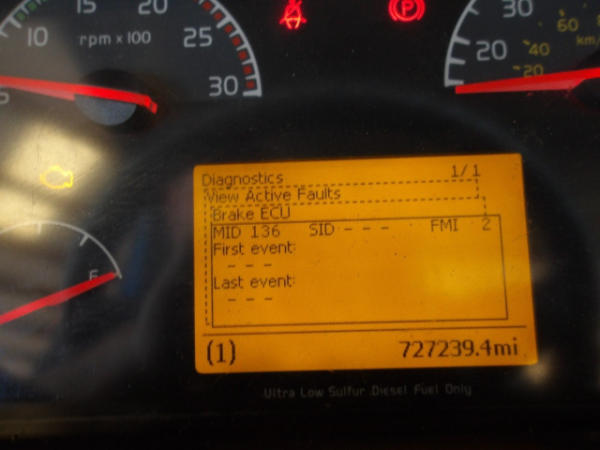 15 20
10 rpm x 100 25
5 30
P
30
20 60
40 km/
20
E
Diagnostics 1/1
View Active Faults
Brake ECU
MID 136 SID - - - FMI 2
First event:
- - -
Last event:
- - -
(1) 727239.4mi
Ultra Low Sulfur Diesel Fuel Only